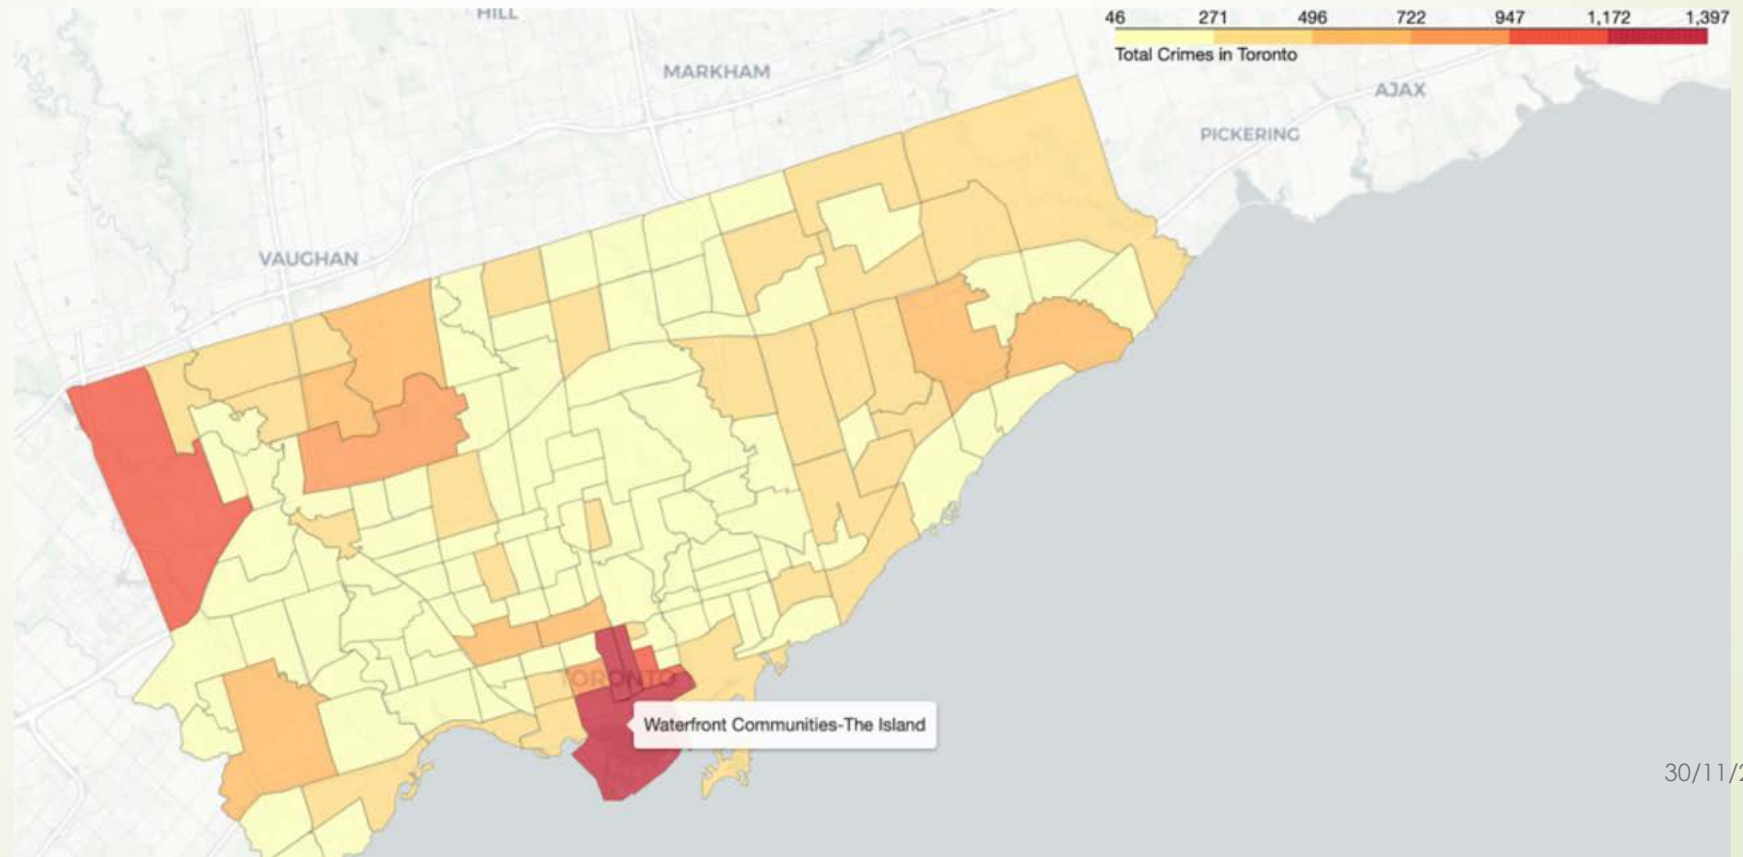 HILL
46 271 496 722 947 1,172 1,397
Total Crimes in Toronto
MARKHAM
AJAX
PICKERING
VAUGHAN
TORONTO
Waterfront Communities-The Island
30/11/2